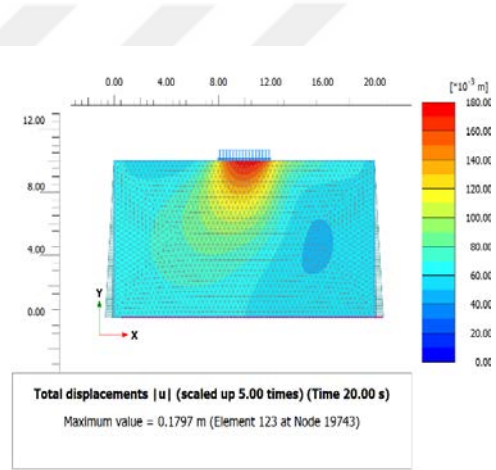 0.00 4.00 8.00 12.00 16.00 20.00
[*10⁻³ m]
180.00
12.00
160.00
140.00
8.00
120.00
100.00
4.00
80.00
60.00
0.00
40.00
Y
20.00
X
0.00
Total displacements |u| (scaled up 5.00 times) (Time 20.00 s)
Maximum value = 0.1797 m (Element 123 at Node 19743)